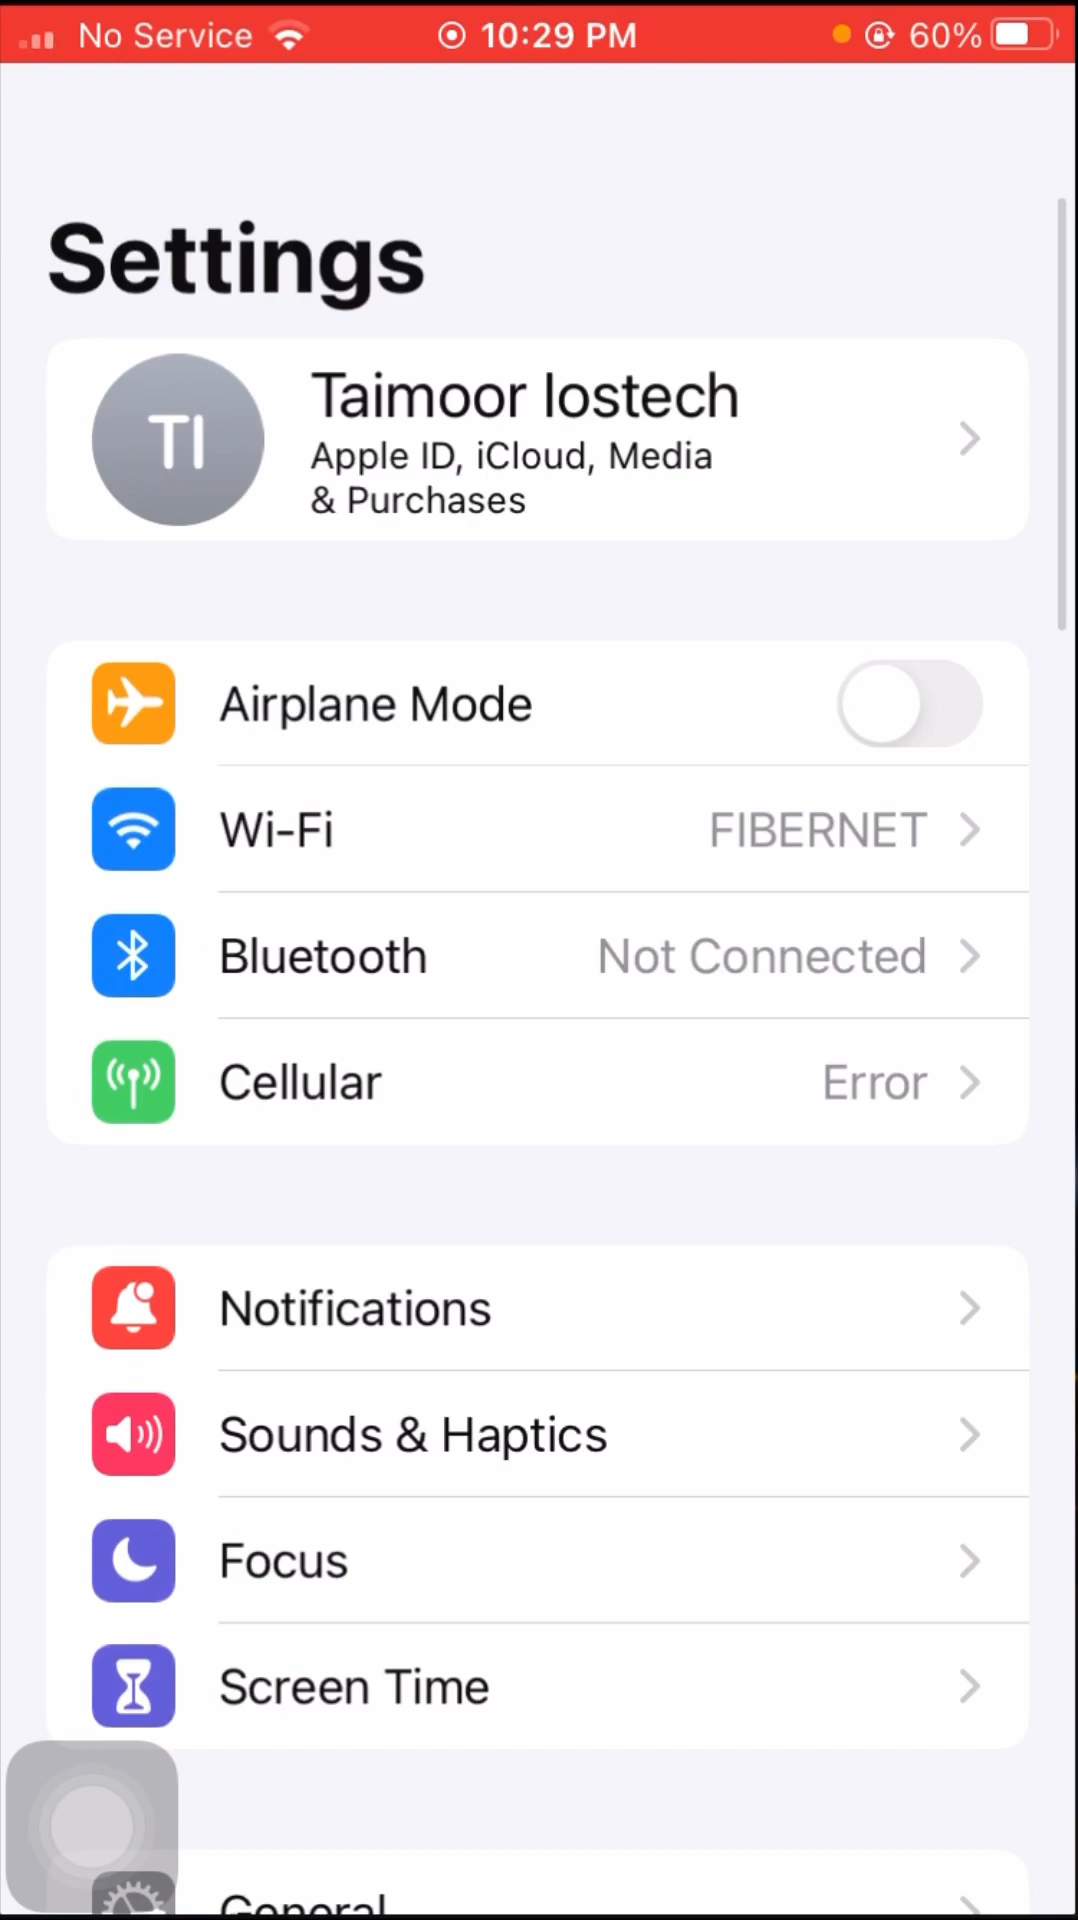 No Service 10:29 PM 60%
Settings
TI
Taimoor Iostech
Apple ID, iCloud, Media
& Purchases
Airplane Mode
Wi-Fi FIBERNET
Bluetooth Not Connected
Cellular Error
Notifications
Sounds & Haptics
Focus
Screen Time
General